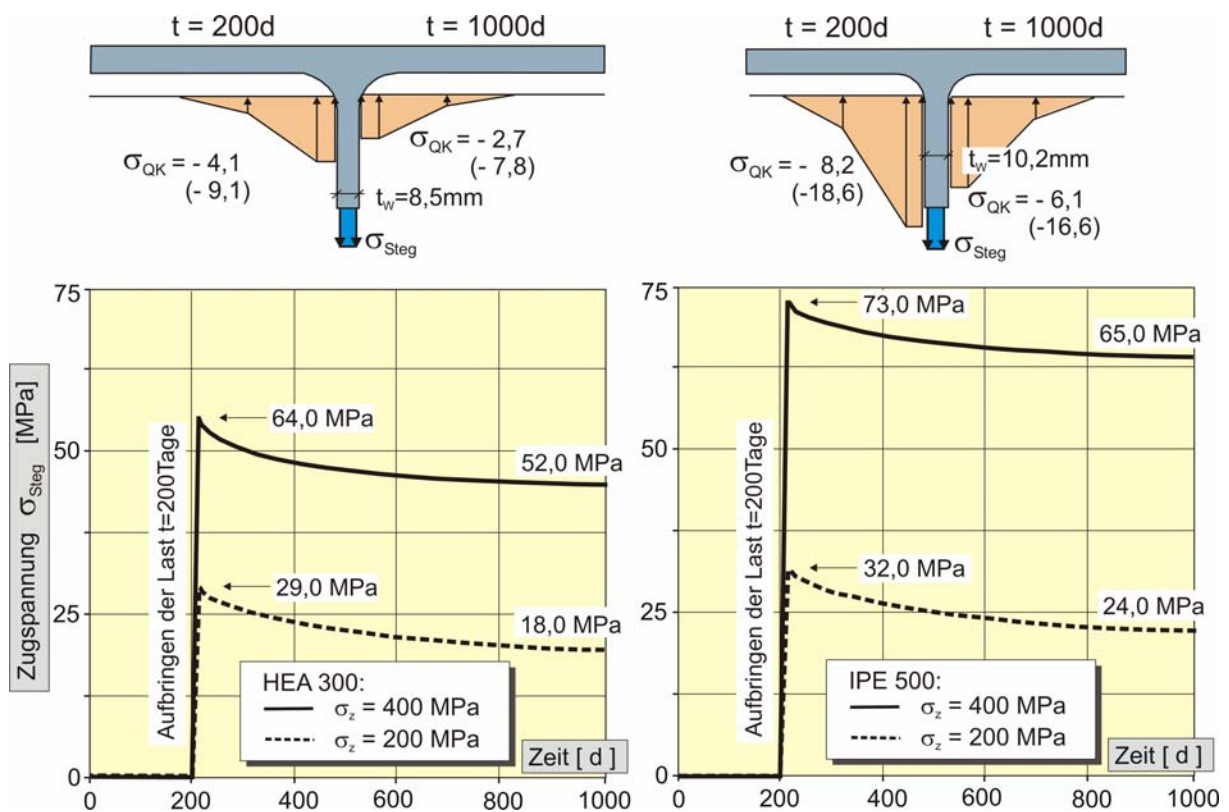 t = 200d
t = 1000d
σQK = - 4,1
(- 9,1)
σQK = - 2,7
(- 7,8)
tw=8,5mm
σSteg
t = 200d
t = 1000d
σQK = - 8,2
(-18,6)
tw=10,2mm
σQK = - 6,1
(-16,6)
σSteg
Zugspannung σSteg [MPa]
75
50
25
0
Aufbringen der Last t=200Tage
64,0 MPa
52,0 MPa
29,0 MPa
18,0 MPa
HEA 300:
σz = 400 MPa
σz = 200 MPa
Zeit [ d ]
0 200 400 600 800 1000
75
50
25
0
Aufbringen der Last t=200Tage
73,0 MPa
65,0 MPa
32,0 MPa
24,0 MPa
IPE 500:
σz = 400 MPa
σz = 200 MPa
Zeit [ d ]
0 200 400 600 800 1000